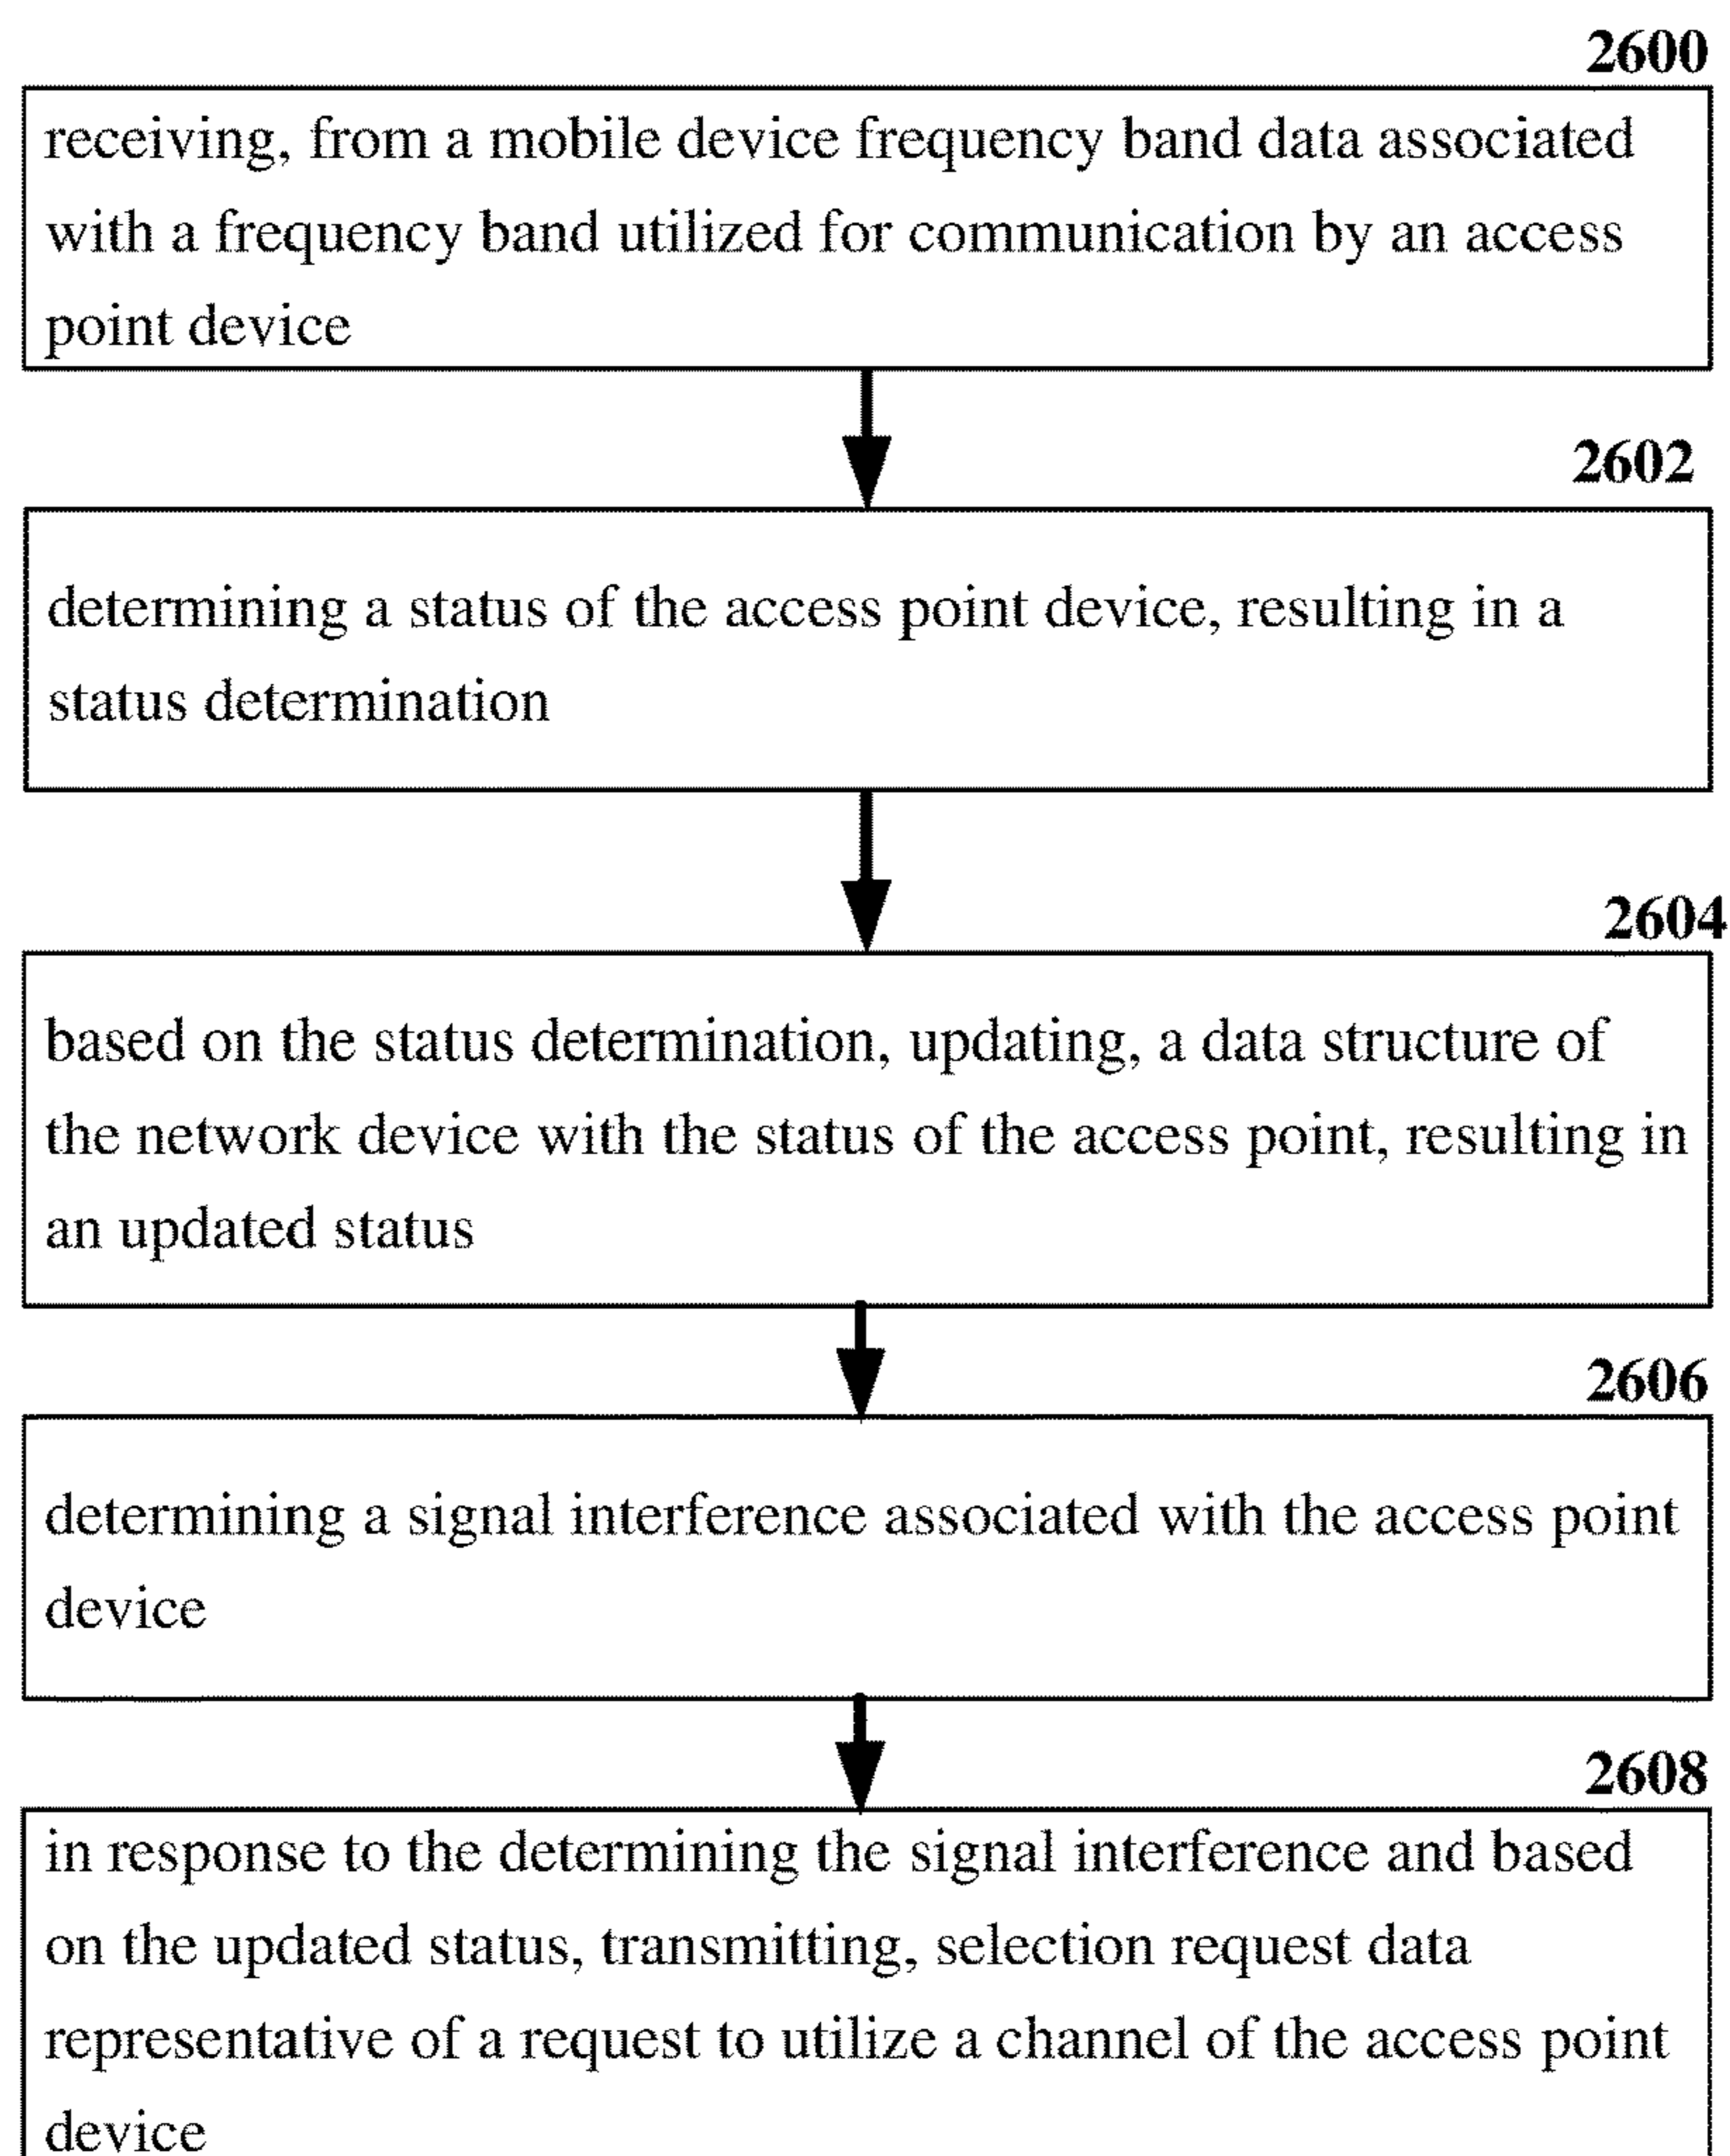 2600
receiving, from a mobile device frequency band data associated
with a frequency band utilized for communication by an access
point device
2602
determining a status of the access point device, resulting in a
status determination
2604
based on the status determination, updating, a data structure of
the network device with the status of the access point, resulting in
an updated status
2606
determining a signal interference associated with the access point
device
2608
in response to the determining the signal interference and based
on the updated status, transmitting, selection request data
representative of a request to utilize a channel of the access point
device